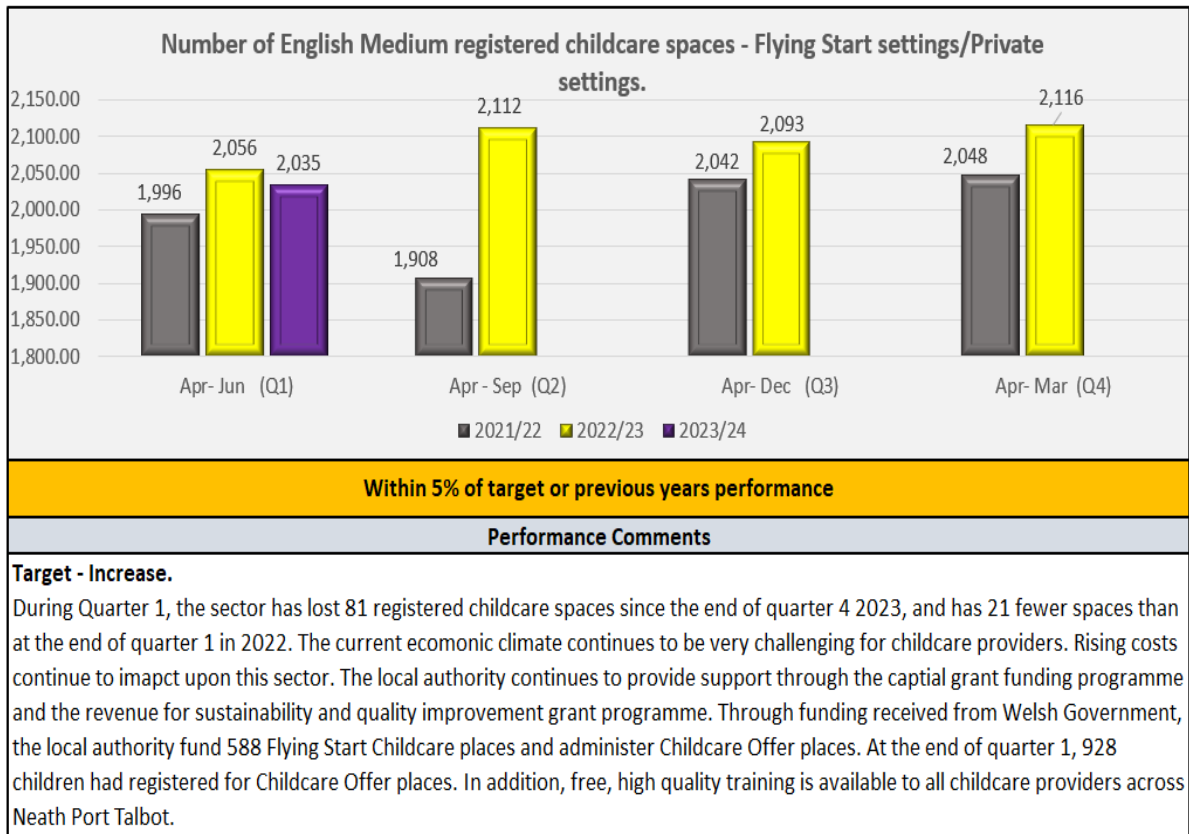 Number of English Medium registered childcare spaces - Flying Start settings/Private
settings.
2,150.00
2,100.00
2,050.00
2,000.00
1,950.00
1,900.00
1,850.00
1,800.00
1,996
2,056
2,035
1,908
2,112
2,042
2,093
2,048
2,116
Apr- Jun (Q1)
Apr - Sep (Q2)
Apr- Dec (Q3)
Apr- Mar (Q4)
2021/22
2022/23
2023/24
Within 5% of target or previous years performance
Performance Comments
Target - Increase.
During Quarter 1, the sector has lost 81 registered childcare spaces since the end of quarter 4 2023, and has 21 fewer spaces than
at the end of quarter 1 in 2022. The current ecomonic climate continues to be very challenging for childcare providers. Rising costs
continue to imapct upon this sector. The local authority continues to provide support through the captial grant funding programme
and the revenue for sustainability and quality improvement grant programme. Through funding received from Welsh Government,
the local authority fund 588 Flying Start Childcare places and administer Childcare Offer places. At the end of quarter 1, 928
children had registered for Childcare Offer places. In addition, free, high quality training is available to all childcare providers across
Neath Port Talbot.